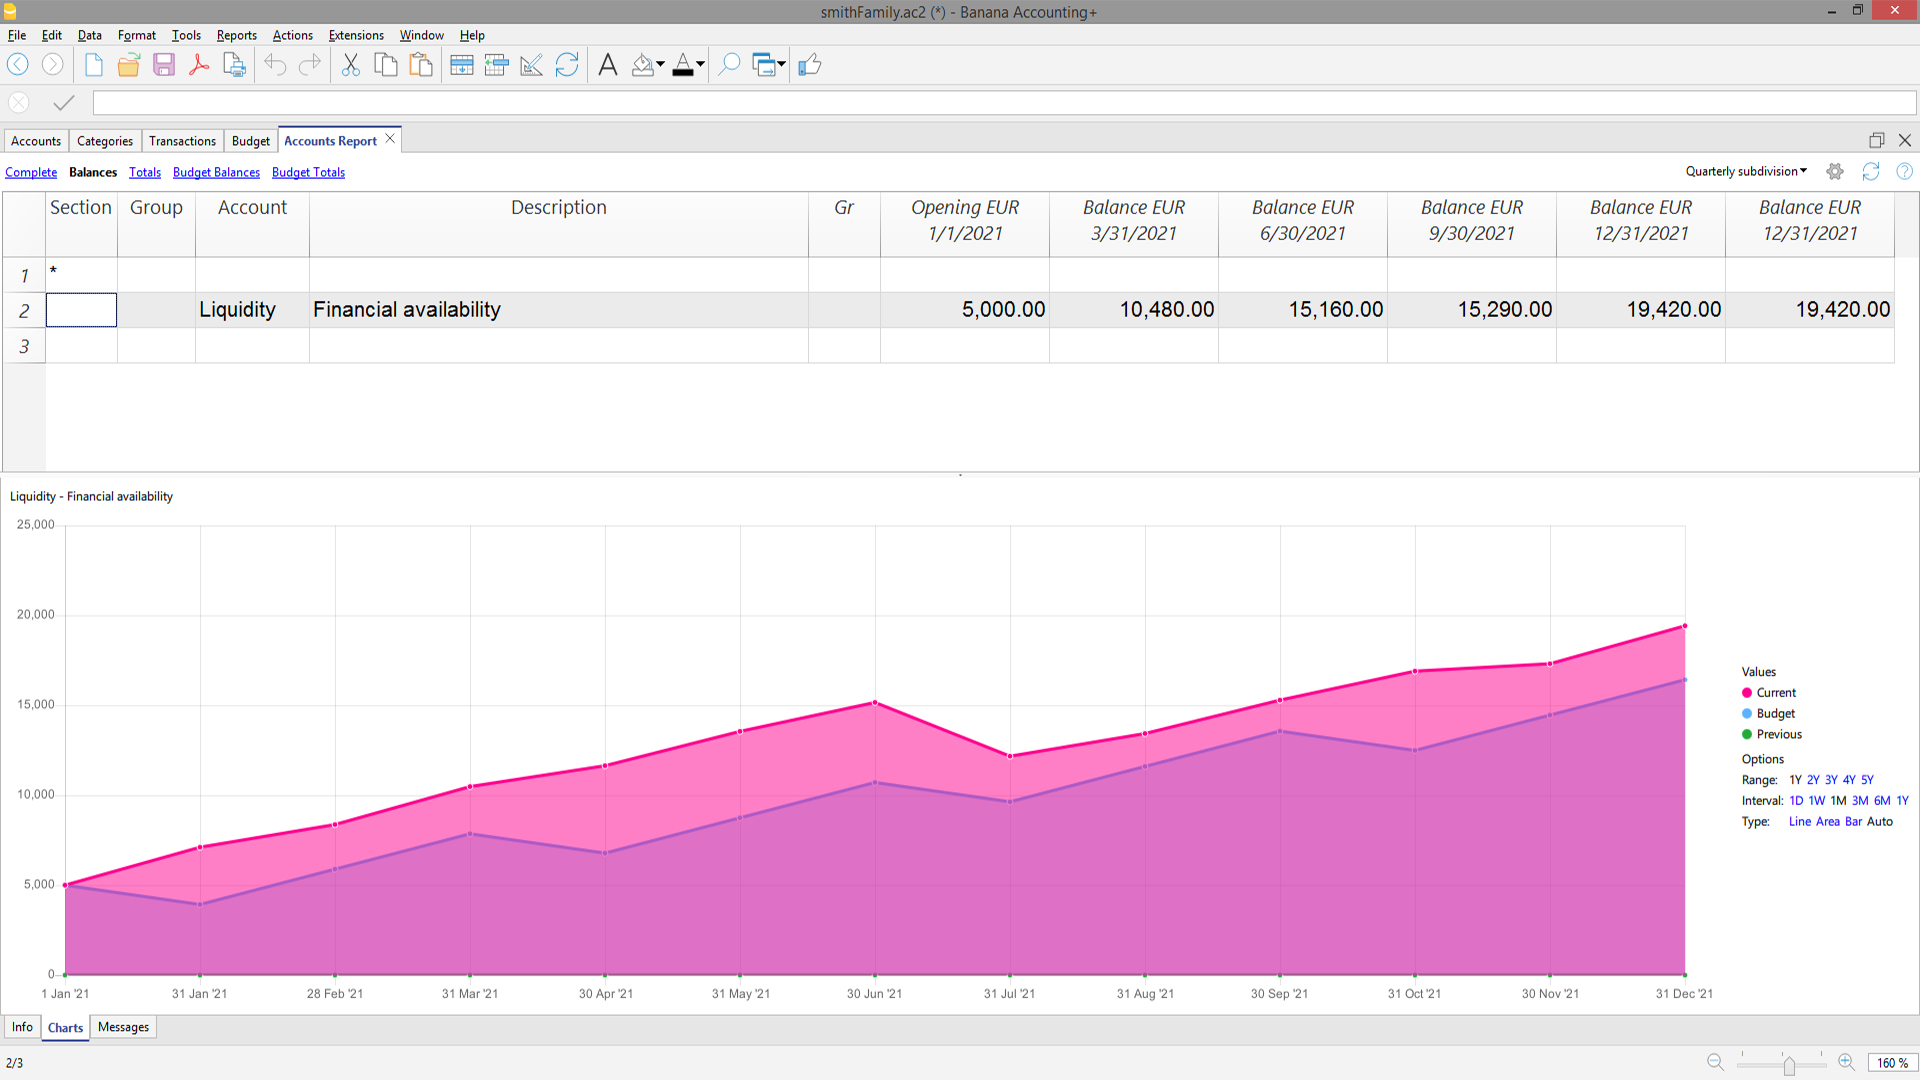 smithFamily.ac2 (*) - Banana Accounting+
File Edit Data Format Tools Reports Actions Extensions Window Help
Accounts Categories Transactions Budget Accounts Report
Complete Balances Totals Budget Balances Budget Totals Quarterly subdivision
Section Group Account Description Gr Opening EUR Balance EUR Balance EUR Balance EUR Balance EUR Balance EUR
1/1/2021 3/31/2021 6/30/2021 9/30/2021 12/31/2021 12/31/2021
1 *
2 Liquidity Financial availability 5,000.00 10,480.00 15,160.00 15,290.00 19,420.00 19,420.00
3
Liquidity - Financial availability
25,000
20,000
15,000
10,000
5,000
0
1 Jan '21 31 Jan '21 28 Feb '21 31 Mar '21 30 Apr '21 31 May '21 30 Jun '21 31 Jul '21 31 Aug '21 30 Sep '21 31 Oct '21 30 Nov '21 31 Dec '21
Values
Current
Budget
Previous
Options
Range: 1Y 2Y 3Y 4Y 5Y
Interval: 1D 1W 1M 3M 6M 1Y
Type: Line Area Bar Auto
Info Charts Messages
2/3 160 %